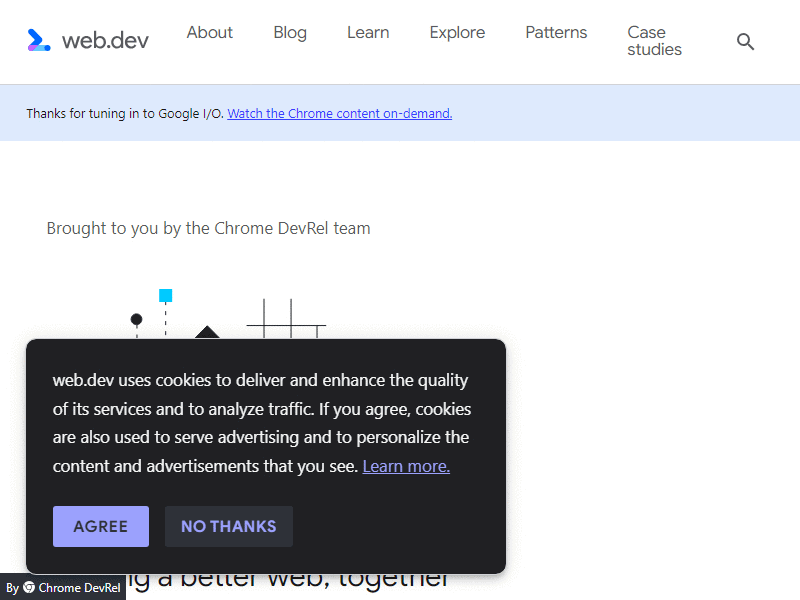 web.dev
About
Blog
Learn
Explore
Patterns
Case
studies
Thanks for tuning in to Google I/O. Watch the Chrome content on-demand.
Brought to you by the Chrome DevRel team
web.dev uses cookies to deliver and enhance the quality
of its services and to analyze traffic. If you agree, cookies
are also used to serve advertising and to personalize the
content and advertisements that you see. Learn more.
AGREE
NO THANKS
a better web, together
By Chrome DevRel